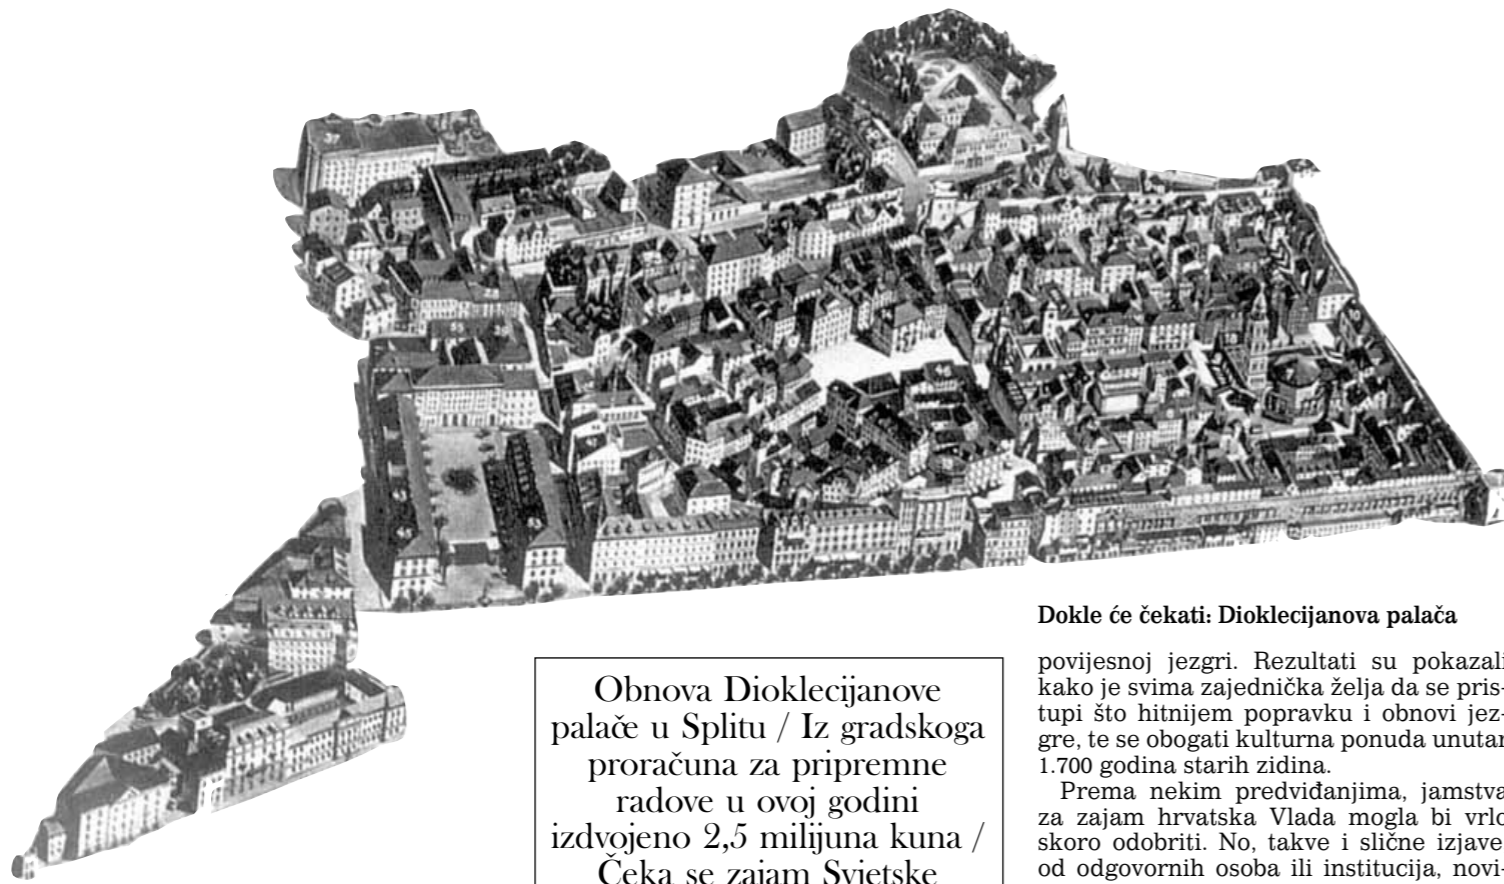 Dokle će čekati: Dioklecijanova palača
Obnova Dioklecijanove
palače u Splitu / Iz gradskoga
proračuna za pripremne
radove u ovoj godini
izdvojeno 2,5 milijuna kuna /
Čeka se zajam Svjetske
povijesnoj jezgri. Rezultati su pokazali
kako je svima zajednička želja da se pris-
tupi što hitnijem popravku i obnovi jez-
gre, te se obogati kulturna ponuda unutar
1.700 godina starih zidina.
Prema nekim predviđanjima, jamstva
za zajam hrvatska Vlada mogla bi vrlo
skoro odobriti. No, takve i slične izjave
od odgovornih osoba ili institucija, novi-